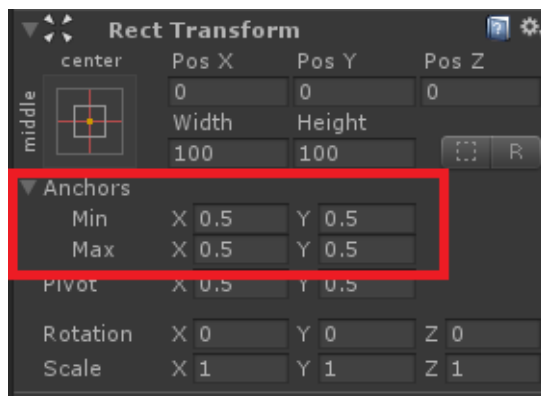 Rect Transform
center Pos X Pos Y Pos Z
middle
0 0 0
Width Height
100 100 R
Anchors
Min X 0.5 Y 0.5
Max X 0.5 Y 0.5
Pivot X 0.5 Y 0.5
Rotation X 0 Y 0 Z 0
Scale X 1 Y 1 Z 1